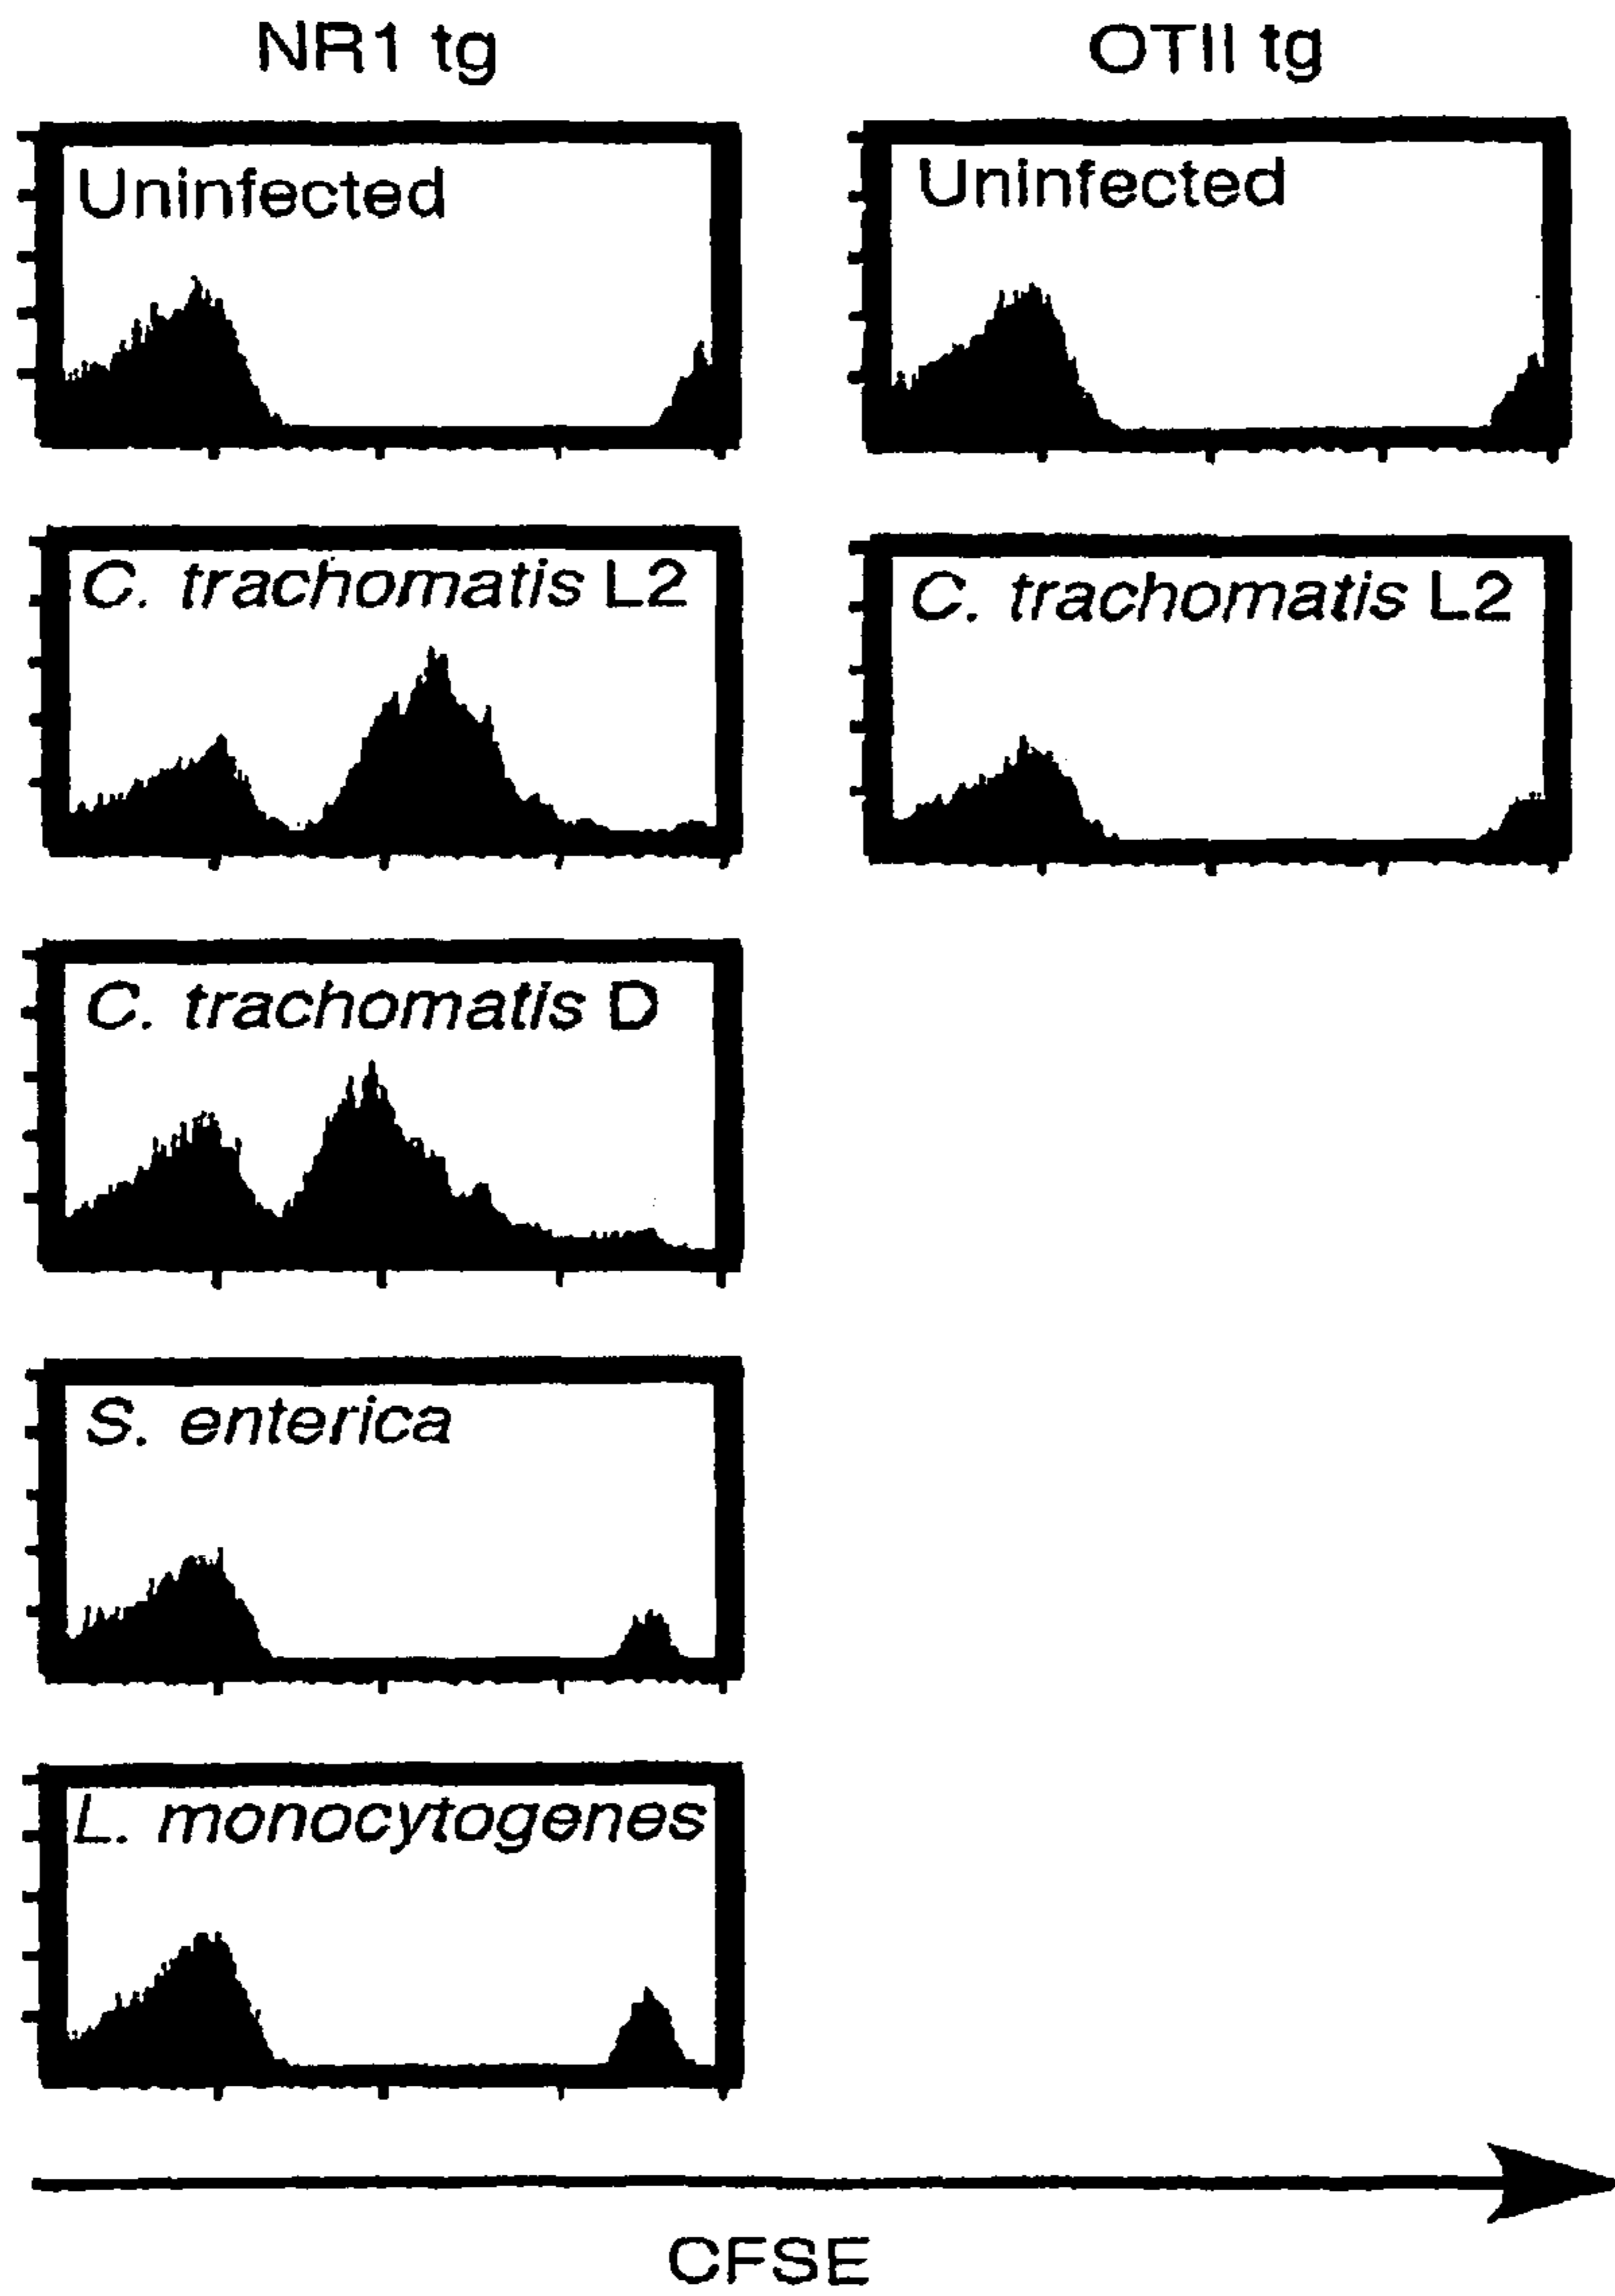 NR1 tg
OTII tg
Uninfected
Uninfected
C. trachomatis L2
C. trachomatis L2
C. trachomatis D
S. enterica
L. monocytogenes
CFSE